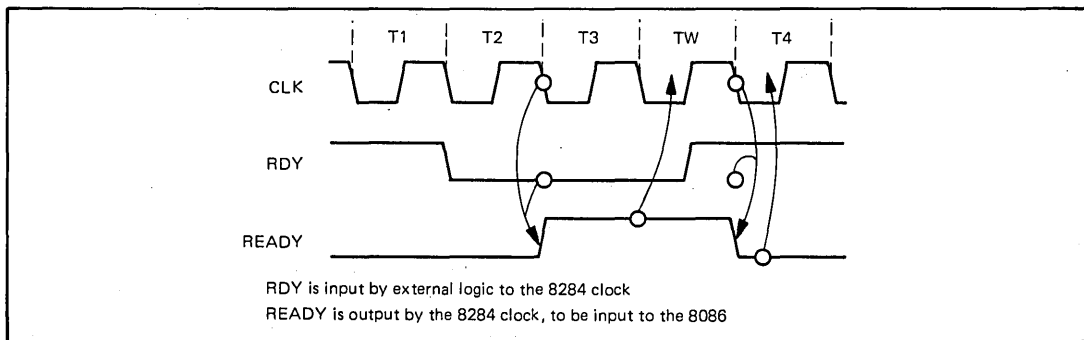 T1 T2 T3 TW T4
CLK
RDY
READY
RDY is input by external logic to the 8284 clock
READY is output by the 8284 clock, to be input to the 8086